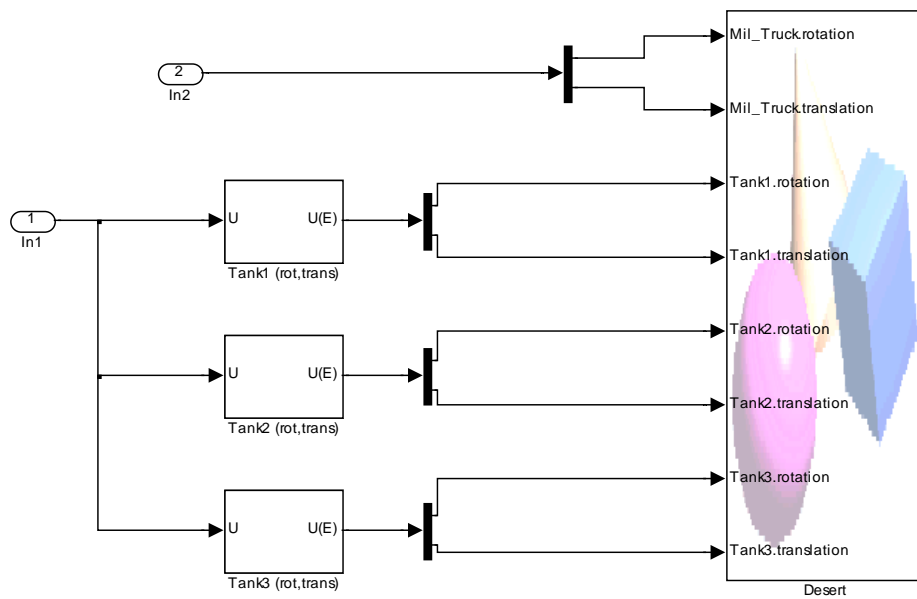 Mil_Truck.rotation
2
In2
Mil_Truck.translation
Tank1.rotation
1
In1
U U(E)
Tank1 (rot,trans)
Tank1.translation
Tank2.rotation
U U(E)
Tank2 (rot,trans)
Tank2.translation
Tank3.rotation
U U(E)
Tank3 (rot,trans)
Tank3.translation
Desert